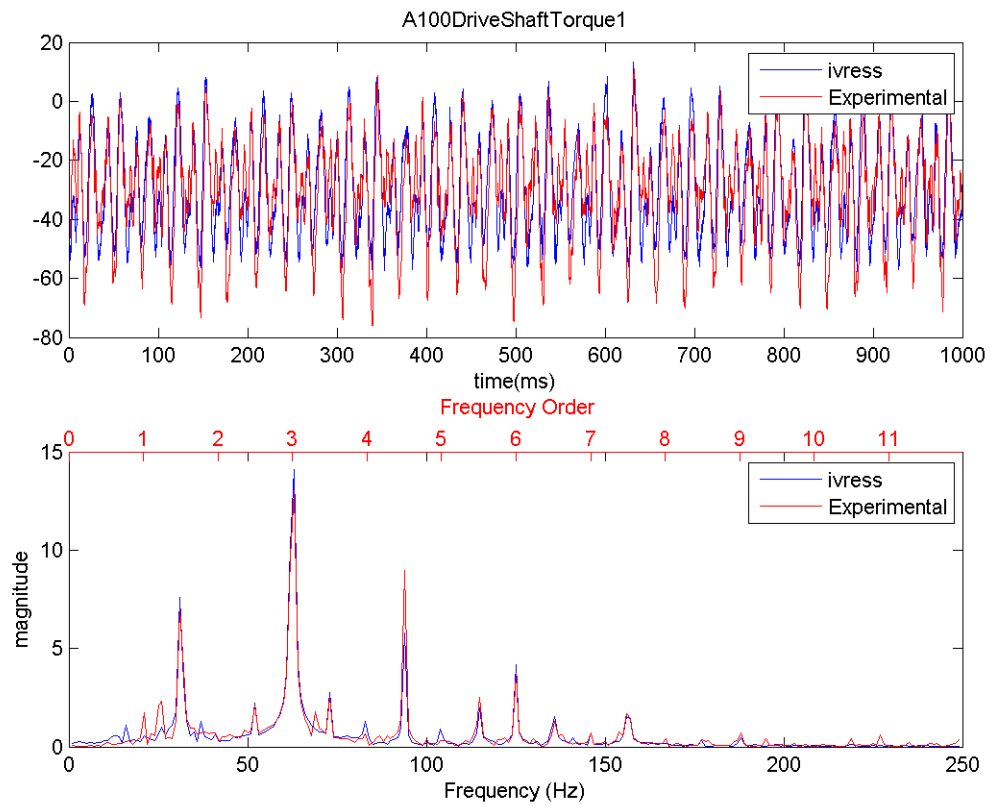 A100DriveShaftTorque1
20
0
-20
-40
-60
-80
ivress
Experimental
0 100 200 300 400 500 600 700 800 900 1000
time(ms)
Frequency Order
0 1 2 3 4 5 6 7 8 9 10 11
15
10
5
0
magnitude
ivress
Experimental
0 50 100 150 200 250
Frequency (Hz)